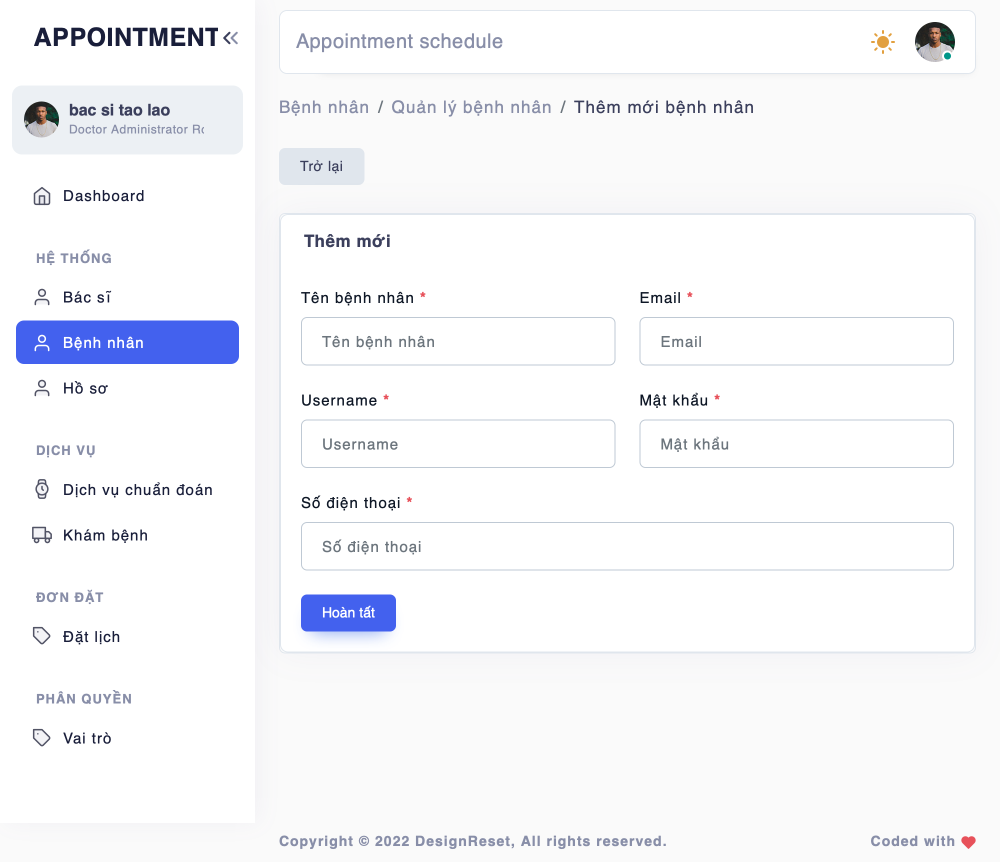 APPOINTMENT
bac si tao lao
Doctor Administrator
Dashboard
HỆ THỐNG
Bác sĩ
Bệnh nhân
Hồ sơ
DỊCH VỤ
Dịch vụ chuẩn đoán
Khám bệnh
ĐƠN ĐẶT
Đặt lịch
PHÂN QUYỀN
Vai trò
Appointment schedule
Bệnh nhân / Quản lý bệnh nhân / Thêm mới bệnh nhân
Trở lại
Thêm mới
Tên bệnh nhân *
Tên bệnh nhân
Email *
Email
Username *
Username
Mật khẩu *
Mật khẩu
Số điện thoại *
Số điện thoại
Hoàn tất
Copyright © 2022 DesignReset, All rights reserved.
Coded with